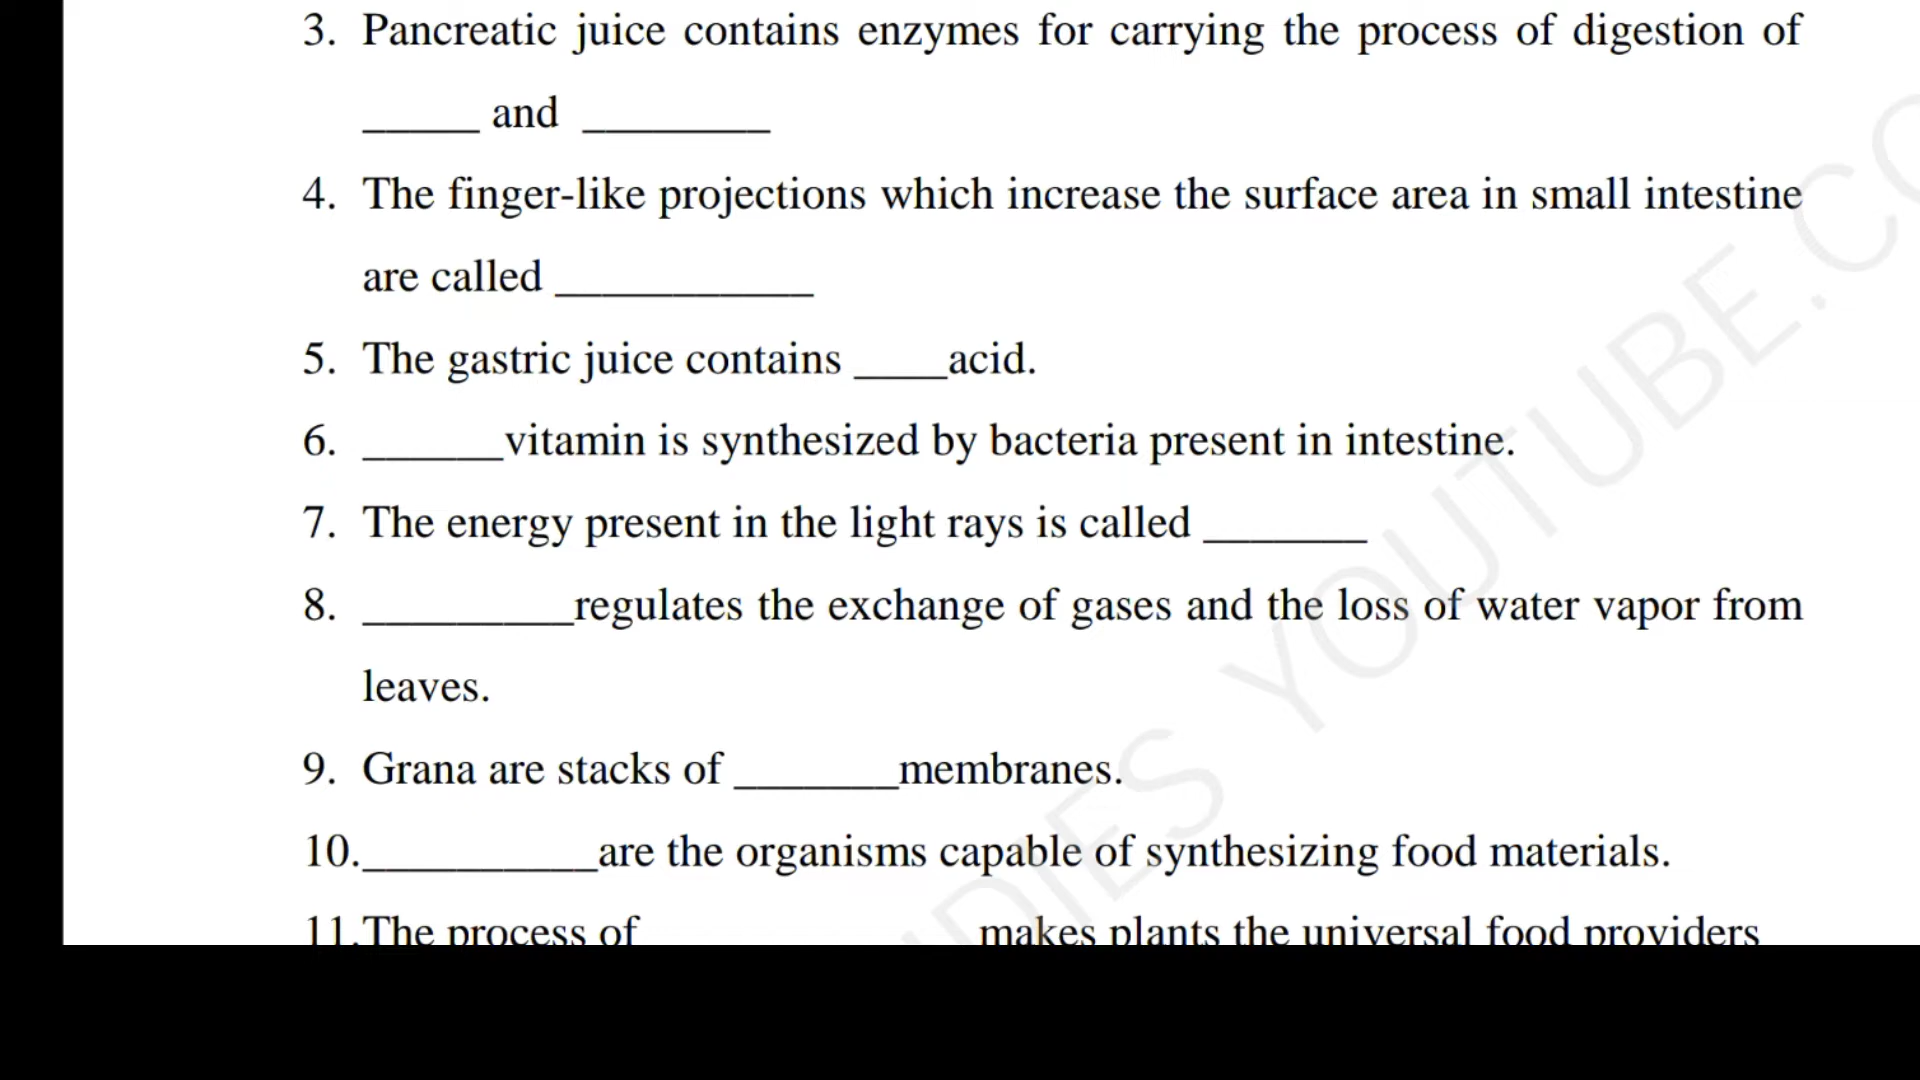 3. Pancreatic juice contains enzymes for carrying the process of digestion of
_____ and ________
4. The finger-like projections which increase the surface area in small intestine
are called ___________
5. The gastric juice contains ____acid.
6. ______vitamin is synthesized by bacteria present in intestine.
7. The energy present in the light rays is called _______
8. _________regulates the exchange of gases and the loss of water vapor from
leaves.
9. Grana are stacks of _______membranes.
10.__________are the organisms capable of synthesizing food materials.
11.The process of makes plants the universal food providers
DIES YOUTUBE.CO